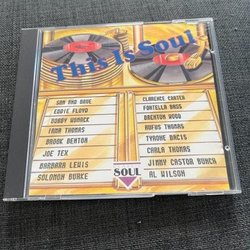 This Is Soul
SAM AND DAVE
EDDIE FLOYD
BOBBY WOMACK
IRMA THOMAS
BROOK BENTON
JOE TEX
BARBARA LEWIS
SOLOMON BURKE
CLARENCE CARTER
FONTELLA BASS
BRENTON WOOD
RUFUS THOMAS
TYRONE DAVIS
CARLA THOMAS
JIMMY CASTOR BUNCH
AL WILSON
SOUL